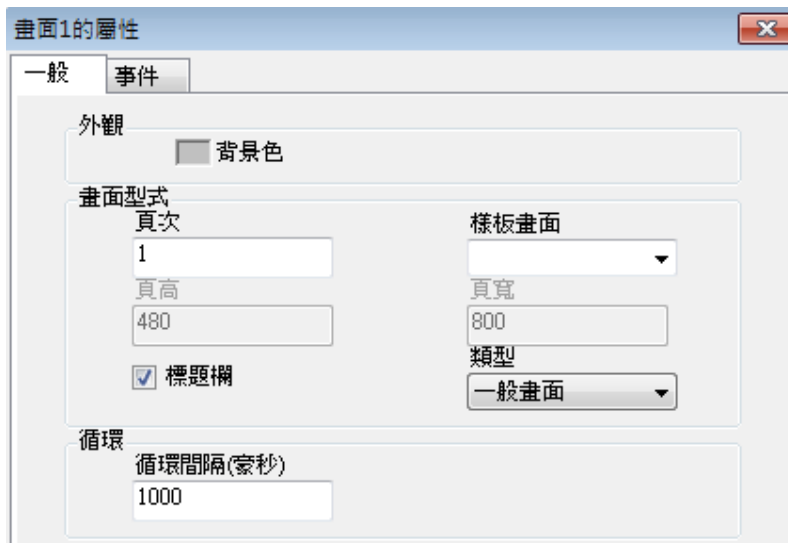 畫面1的屬性
一般 事件
外觀
背景色
畫面型式
頁次 樣板畫面
1
頁高 頁寬
480 800
標題欄 類型
一般畫面
循環
循環間隔(豪秒)
1000